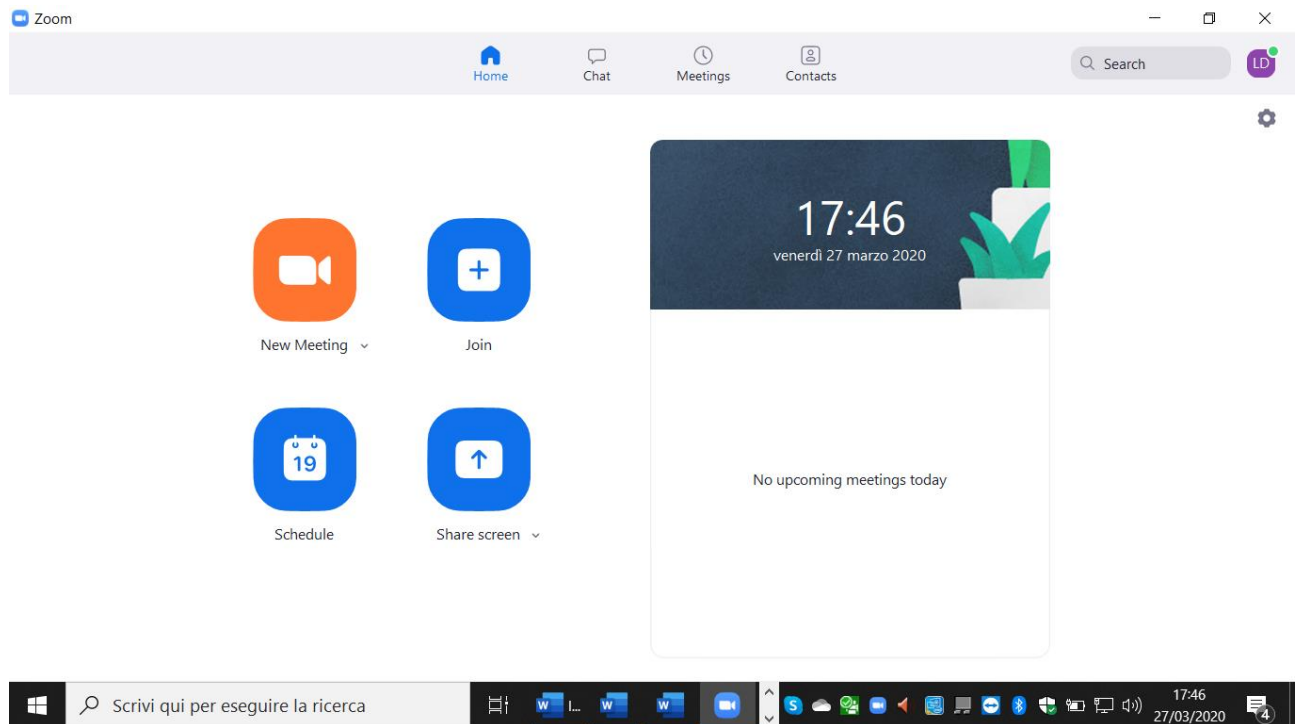 Zoom
Home
Chat
Meetings
Contacts
Search
LD
17:46
venerdì 27 marzo 2020
New Meeting
Join
19
Schedule
Share screen
No upcoming meetings today
Scrivi qui per eseguire la ricerca
W
I...
W
W
S
17:46
27/03/2020
4